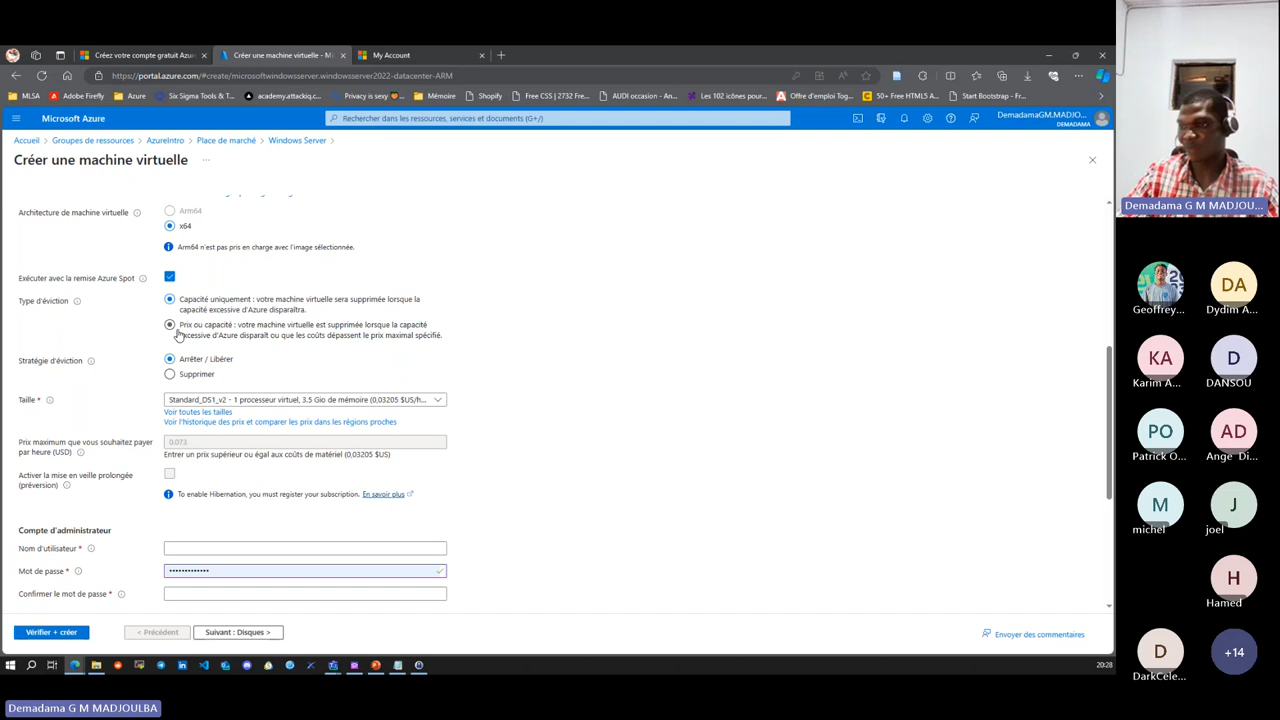 Créez votre compte gratuit Azur
Créer une machine virtuelle - Mi
My Account
https://portal.azure.com/#create/microsoftwindowsserver.windowsserver2022-datacenter-ARM
MLSA
Adobe Firefly
Azure
Six Sigma Tools & T...
academy.attackiq.c...
Privacy is sexy
Mémoire
Shopify
Free CSS | 2732 Free...
AUDI occasion - An...
Les 102 icônes pour...
Offre d'emploi Tog...
50+ Free HTML5 A...
Start Bootstrap - Fr...
Microsoft Azure
Rechercher dans les ressources, services et documents (G+/)
DemadamaGM.MADJO...
DEMADAMA
Accueil > Groupes de ressources > AzureIntro > Place de marché > Windows Server >
Créer une machine virtuelle
...
Architecture de machine virtuelle
Arm64
x64
Arm64 n'est pas pris en charge avec l'image sélectionnée.
Exécuter avec la remise Azure Spot
Type d'éviction
Capacité uniquement : votre machine virtuelle sera supprimée lorsque la
capacité excessive d'Azure disparaîtra.
Prix ou capacité : votre machine virtuelle est supprimée lorsque la capacité
excessive d'Azure disparaît ou que les coûts dépassent le prix maximal spécifié.
Stratégie d'éviction
Arrêter / Libérer
Supprimer
Taille *
Standard_DS1_v2 - 1 processeur virtuel, 3.5 Gio de mémoire (0,03205 $US/h...
Voir toutes les tailles
Voir l'historique des prix et comparer les prix dans les régions proches
Prix maximum que vous souhaitez payer
par heure (USD)
0.073
Entrer un prix supérieur ou égal aux coûts de matériel (0,03205 $US)
Activer la mise en veille prolongée
(préversion)
To enable Hibernation, you must register your subscription. En savoir plus
Compte d'administrateur
Nom d'utilisateur *
Mot de passe *
Confirmer le mot de passe *
Vérifier + créer
< Précédent
Suivant : Disques >
Envoyer des commentaires
20:28
Demadama G M MADJOULBA
Demadama G M MADJOU...
Geoffrey...
DA
Dydim A...
KA
Karim A...
D
DANSOU
PO
Patrick O...
AD
Ange Di...
M
michel
J
joel
H
Hamed
D
DarkCele...
+14